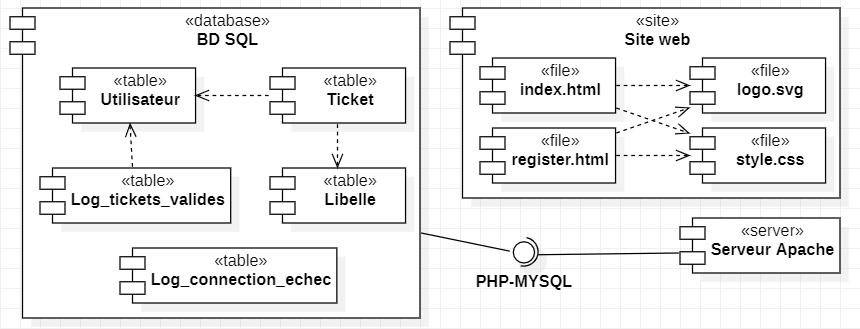 «database»
BD SQL
«table»
Utilisateur
«table»
Ticket
«table»
Log_tickets_valides
«table»
Libelle
«table»
Log_connection_echec
«site»
Site web
«file»
index.html
«file»
logo.svg
«file»
register.html
«file»
style.css
PHP-MYSQL
«server»
Serveur Apache